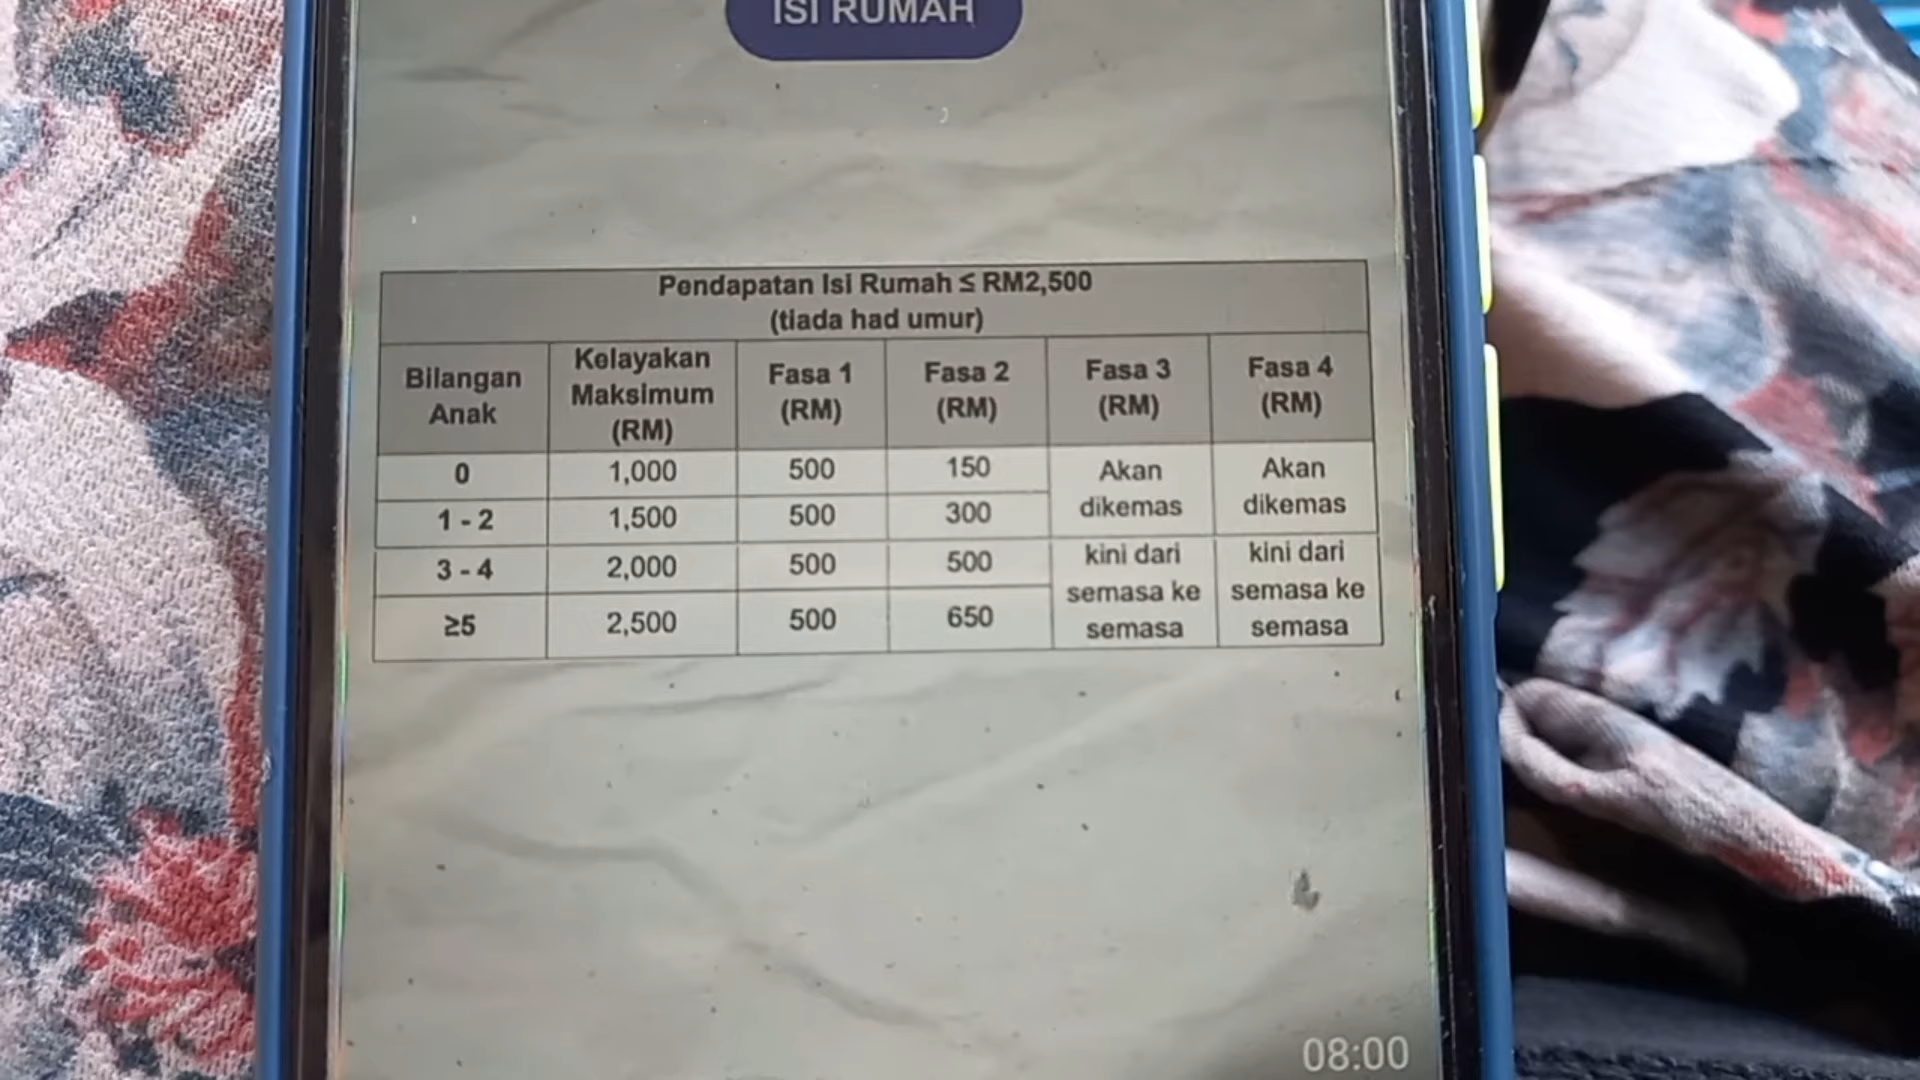 ISI RUMAH
Pendapatan Isi Rumah ≤ RM2,500
(tiada had umur)
Bilangan Anak | Kelayakan Maksimum (RM) | Fasa 1 (RM) | Fasa 2 (RM) | Fasa 3 (RM) | Fasa 4 (RM)
0 | 1,000 | 500 | 150 | Akan dikemas kini dari semasa ke semasa | Akan dikemas kini dari semasa ke semasa
1 - 2 | 1,500 | 500 | 300
3 - 4 | 2,000 | 500 | 500
≥5 | 2,500 | 500 | 650
08:00